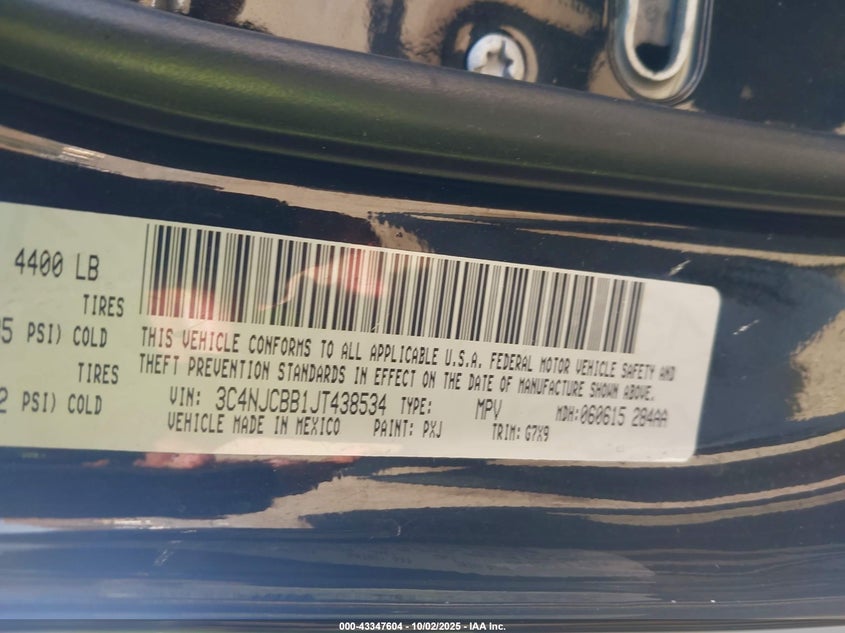 4400 LB
TIRES
5 PSI) COLD
TIRES
2 PSI) COLD
THIS VEHICLE CONFORMS TO ALL APPLICABLE U.S.A. FEDERAL MOTOR VEHICLE SAFETY AND
THEFT PREVENTION STANDARDS IN EFFECT ON THE DATE OF MANUFACTURE SHOWN ABOVE.
VIN: 3C4NJCBB1JT438534 TYPE: MPV MDH: 060615 284AA
VEHICLE MADE IN MEXICO PAINT: PXJ TRIM: G7X9
000-43347604 - 10/02/2025 - IAA Inc.